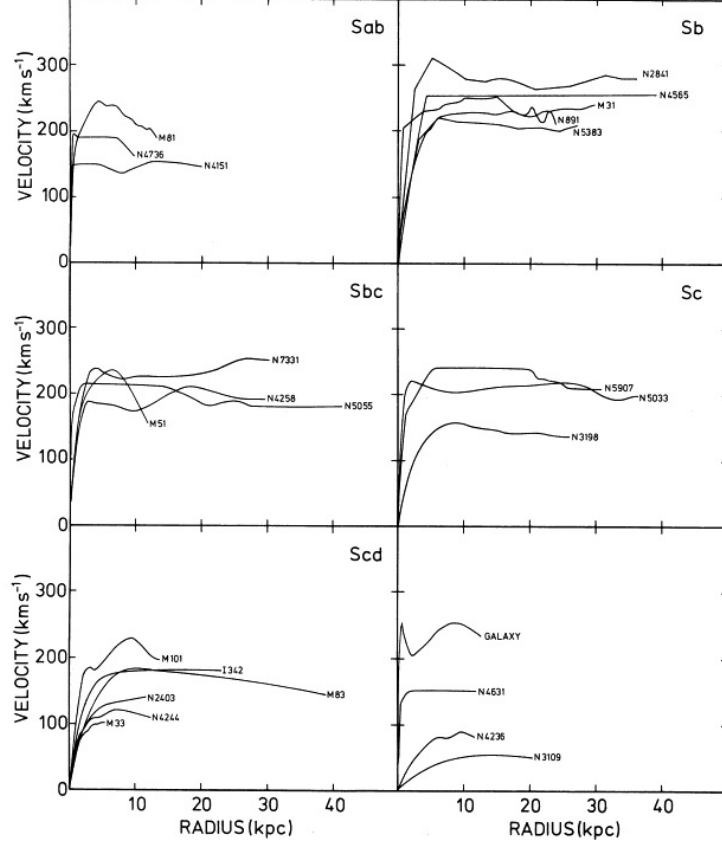 Sab
Sb
VELOCITY (km s⁻¹)
300
200
100
0
M81
N4736
N4151
N2841
N4565
M31
N891
N5383
Sbc
Sc
VELOCITY (km s⁻¹)
300
200
100
0
N7331
N4258
N5055
M51
N5907
N5033
N3198
Scd
VELOCITY (km s⁻¹)
300
200
100
0
M101
I342
M83
N2403
N4244
M33
GALAXY
N4631
N4236
N3109
10 20 30 40
10 20 30 40
RADIUS (kpc)
RADIUS (kpc)